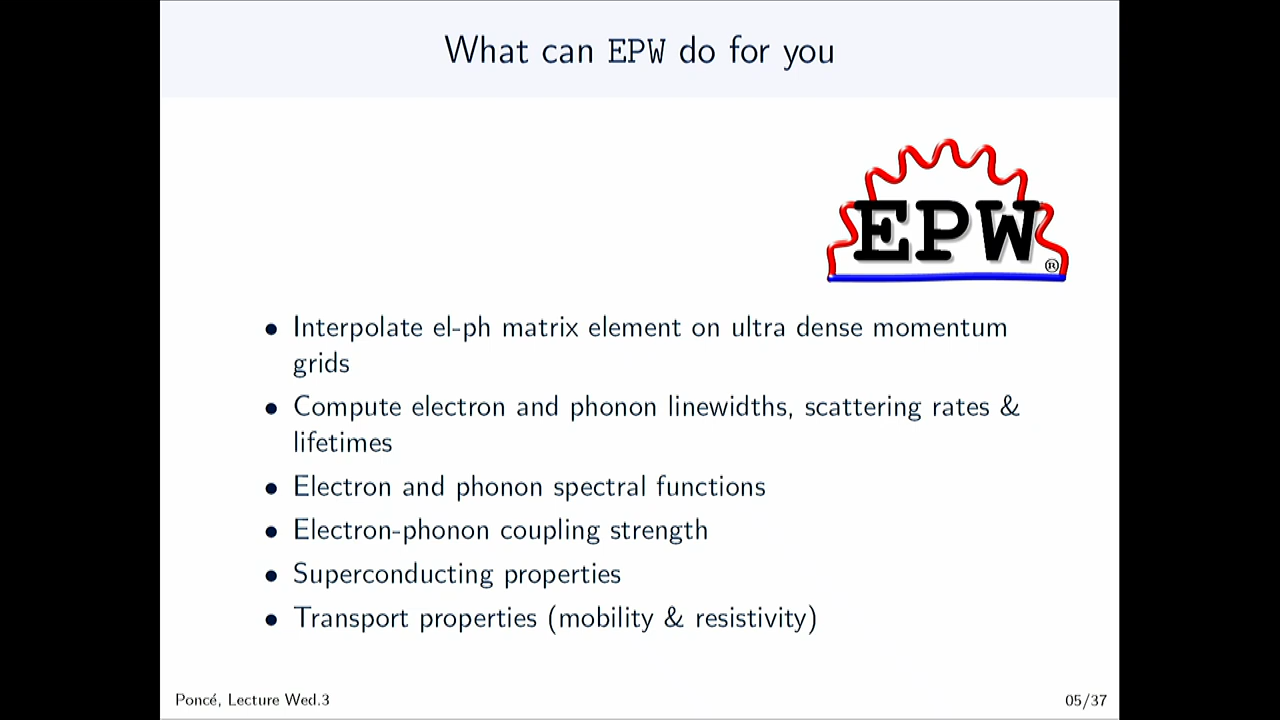 What can EPW do for you
EPW
®
• Interpolate el-ph matrix element on ultra dense momentum
grids
• Compute electron and phonon linewidths, scattering rates &
lifetimes
• Electron and phonon spectral functions
• Electron-phonon coupling strength
• Superconducting properties
• Transport properties (mobility & resistivity)
Poncé, Lecture Wed.3
05/37